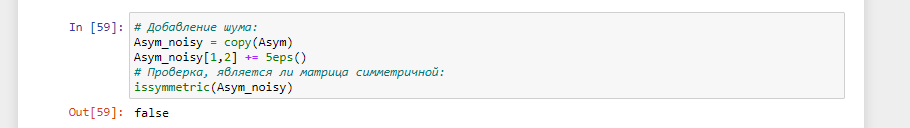 In [59]: # Добавление шума:
Asym_noisy = copy(Asym)
Asym_noisy[1,2] += 5eps()
# Проверка, является ли матрица симметричной:
issymmetric(Asym_noisy)
Out[59]: false